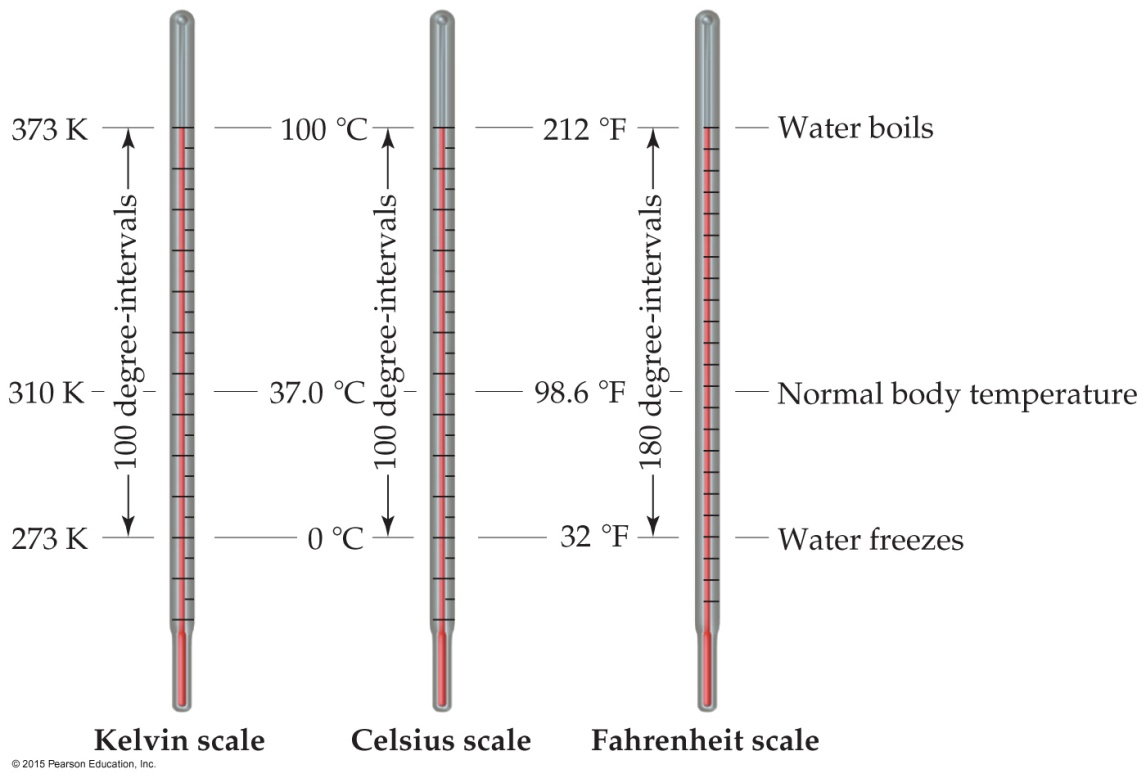 373 K 100 °C 212 °F Water boils
100 degree-intervals
100 degree-intervals
180 degree-intervals
310 K 37.0 °C 98.6 °F Normal body temperature
273 K 0 °C 32 °F Water freezes
Kelvin scale Celsius scale Fahrenheit scale
© 2015 Pearson Education, Inc.